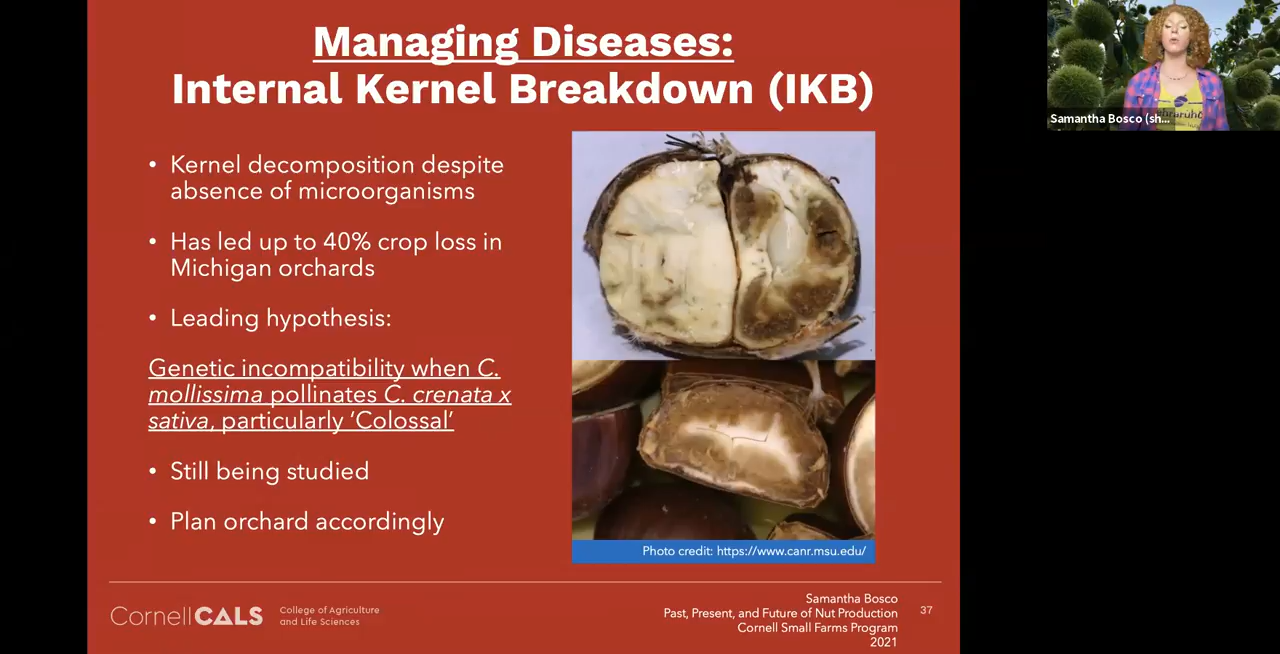 Managing Diseases:
Internal Kernel Breakdown (IKB)
• Kernel decomposition despite
absence of microorganisms
• Has led up to 40% crop loss in
Michigan orchards
• Leading hypothesis:
Genetic incompatibility when C.
mollissima pollinates C. crenata x
sativa, particularly ‘Colossal’
• Still being studied
• Plan orchard accordingly
Photo credit: https://www.canr.msu.edu/
CornellCALS
College of Agriculture
and Life Sciences
Samantha Bosco
Past, Present, and Future of Nut Production
Cornell Small Farms Program
2021
37
Samantha Bosco (sh...